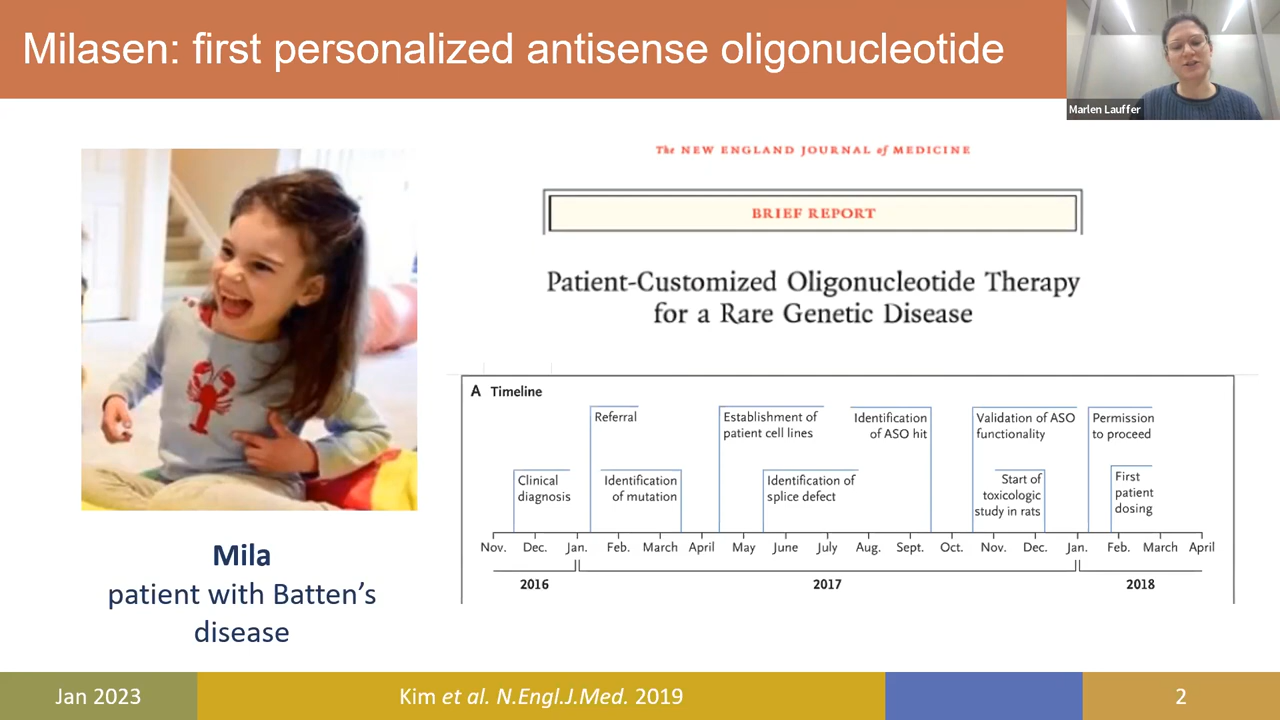 Milasen: first personalized antisense oligonucleotide
Marlen Lauffer
The NEW ENGLAND JOURNAL of MEDICINE
BRIEF REPORT
Patient-Customized Oligonucleotide Therapy
for a Rare Genetic Disease
A Timeline
Referral
Establishment of
patient cell lines
Identification
of ASO hit
Validation of ASO
functionality
Permission
to proceed
Clinical
diagnosis
Identification
of mutation
Identification of
splice defect
Start of
toxicologic
study in rats
First
patient
dosing
Nov. Dec. Jan. Feb. March April May June July Aug. Sept. Oct. Nov. Dec. Jan. Feb. March April
2016 2017 2018
Mila
patient with Batten’s
disease
Jan 2023 Kim et al. N.Engl.J.Med. 2019 2